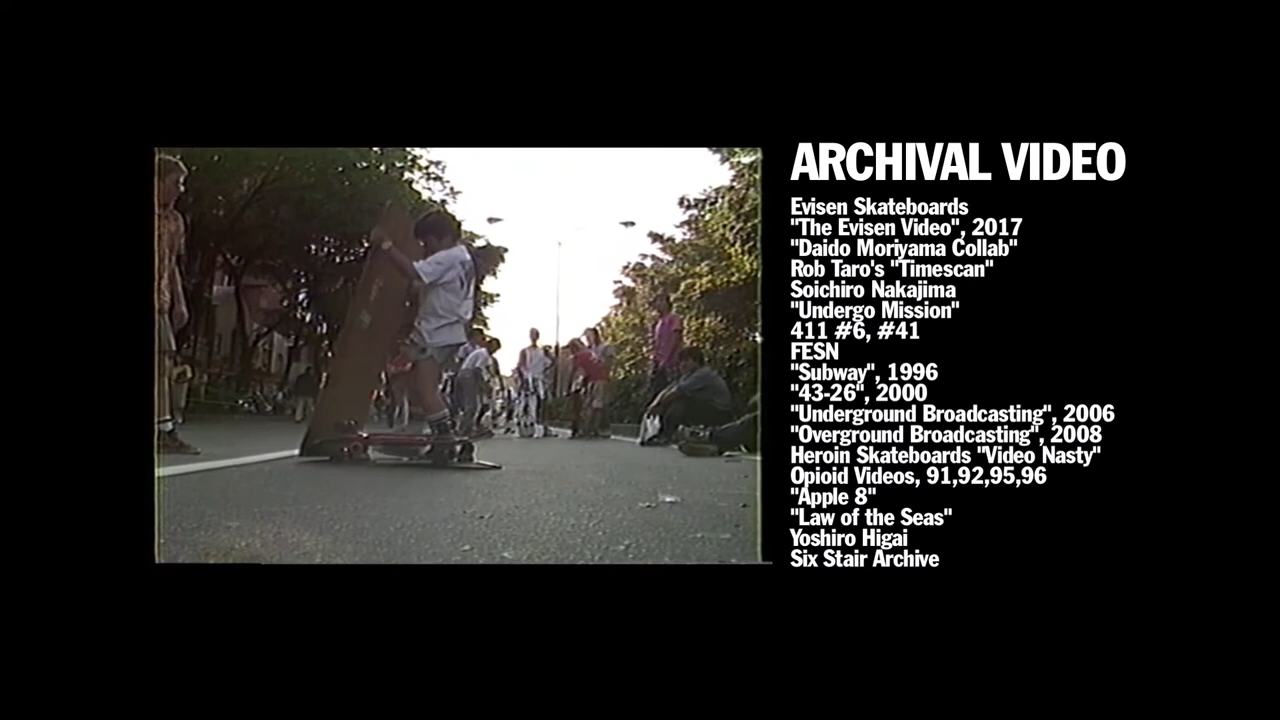 ARCHIVAL VIDEO
Evisen Skateboards
"The Evisen Video", 2017
"Daido Moriyama Collab"
Rob Taro's "Timescan"
Soichiro Nakajima
"Undergo Mission"
411 #6, #41
FESN
"Subway", 1996
"43-26", 2000
"Underground Broadcasting", 2006
"Overground Broadcasting", 2008
Heroin Skateboards "Video Nasty"
Opioid Videos, 91,92,95,96
"Apple 8"
"Law of the Seas"
Yoshiro Higai
Six Stair Archive